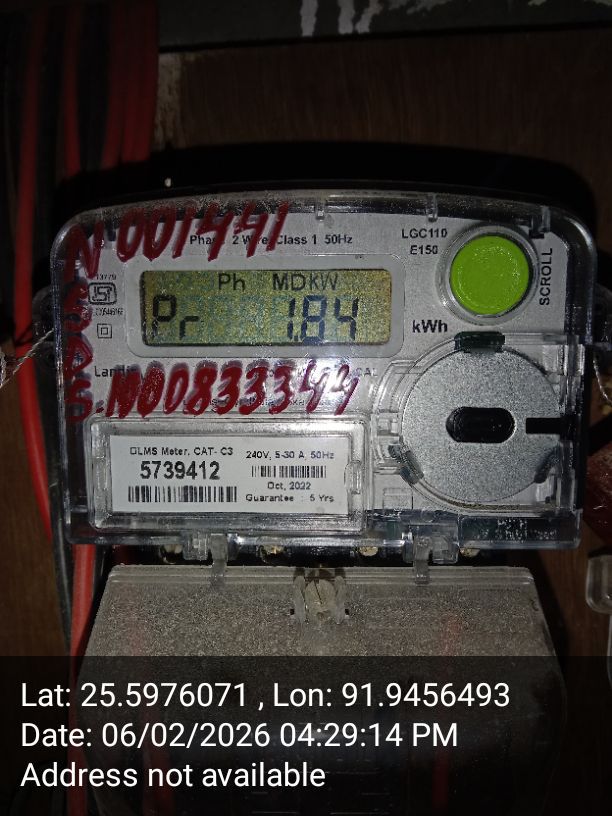 N-001441
Phase 2 Wire Class 1 50Hz
LGC110
E150
SCROLL
Ph MDKW
Pr 1.84
kWh
DLMS Meter, CAT- C3
5739412
240V, 5-30 A, 50Hz
Oct, 2022
Guarantee : 5 Yrs
Lat: 25.5976071 , Lon: 91.9456493
Date: 06/02/2026 04:29:14 PM
Address not available